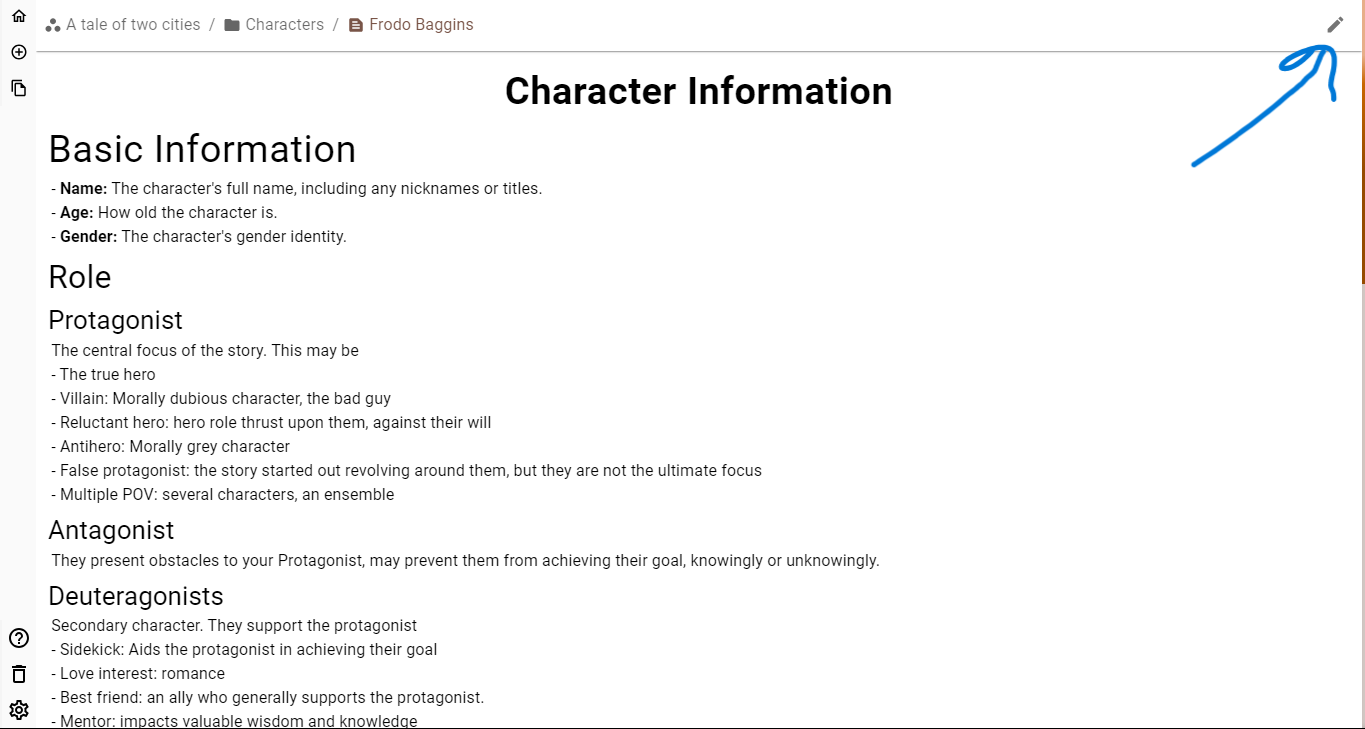 A tale of two cities / Characters / Frodo Baggins
Character Information
Basic Information
- Name: The character's full name, including any nicknames or titles.
- Age: How old the character is.
- Gender: The character's gender identity.
Role
Protagonist
The central focus of the story. This may be
- The true hero
- Villain: Morally dubious character, the bad guy
- Reluctant hero: hero role thrust upon them, against their will
- Antihero: Morally grey character
- False protagonist: the story started out revolving around them, but they are not the ultimate focus
- Multiple POV: several characters, an ensemble
Antagonist
They present obstacles to your Protagonist, may prevent them from achieving their goal, knowingly or unknowingly.
Deuteragonists
Secondary character. They support the protagonist
- Sidekick: Aids the protagonist in achieving their goal
- Love interest: romance
- Best friend: an ally who generally supports the protagonist.
- Mentor: impacts valuable wisdom and knowledge